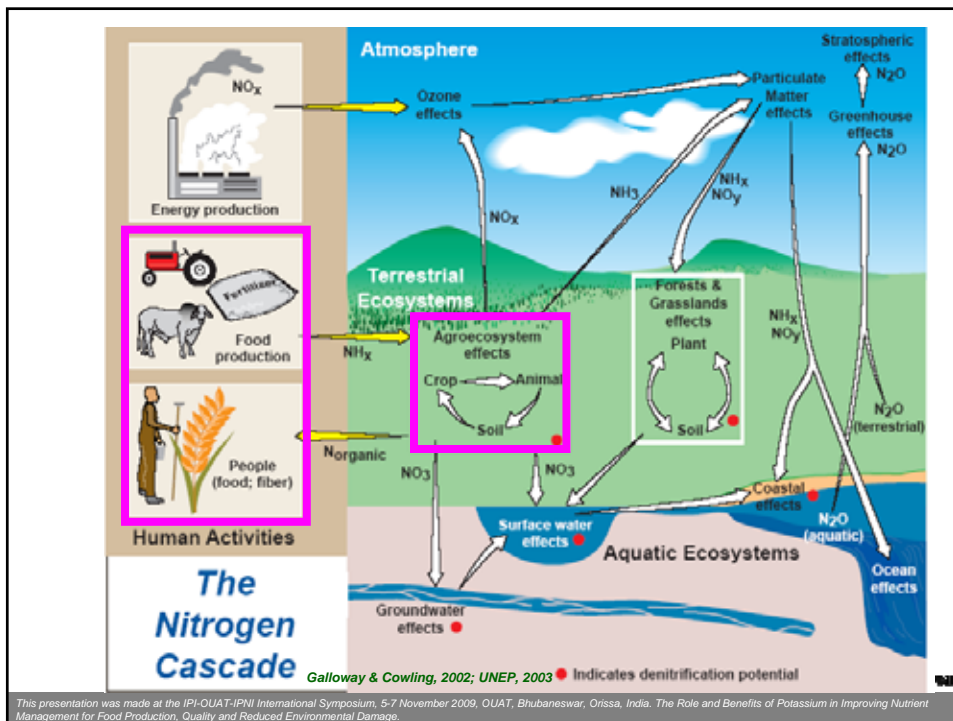 Atmosphere
Stratospheric
effects
N2O
NOx
Ozone
effects
Particulate
Matter
effects
Greenhouse
effects
N2O
Energy production
NH3
NHx
NOy
NOx
Terrestrial
Ecosystems
Forests &
Grasslands
effects
Plant
Soil
Fertilizer
Food
production
NHx
Agroecosystem
effects
Crop
Animal
Soil
NHx
NOy
N2O
(terrestrial)
People
(food; fiber)
Norganic
NO3
NO3
Coastal
effects
Surface water
effects
N2O
(aquatic)
Human Activities
Aquatic Ecosystems
Ocean
effects
The
Nitrogen
Cascade
Groundwater
effects
Galloway & Cowling, 2002; UNEP, 2003
Indicates denitrification potential
This presentation was made at the IPI-OUAT-IPNI International Symposium, 5-7 November 2009, OUAT, Bhubaneswar, Orissa, India. The Role and Benefits of Potassium in Improving Nutrient
Management for Food Production, Quality and Reduced Environmental Damage.